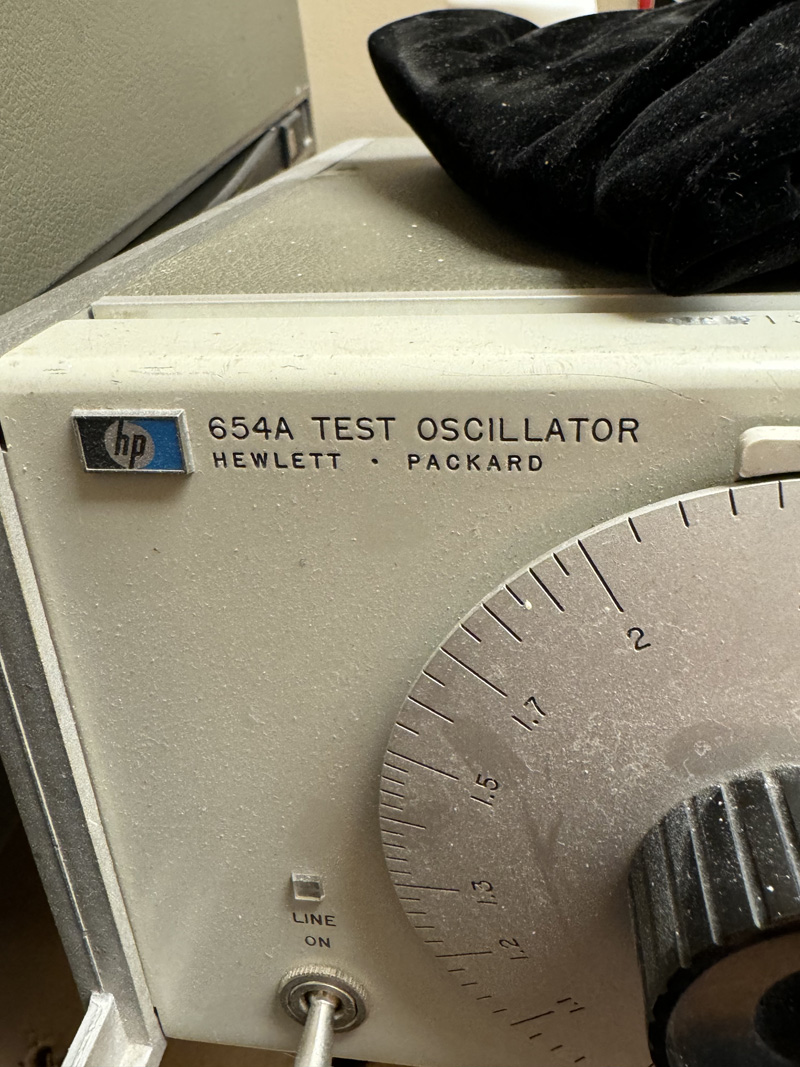 hp
654A TEST OSCILLATOR
HEWLETT · PACKARD
2
1.7
1.5
1.3
1.2
LINE
ON